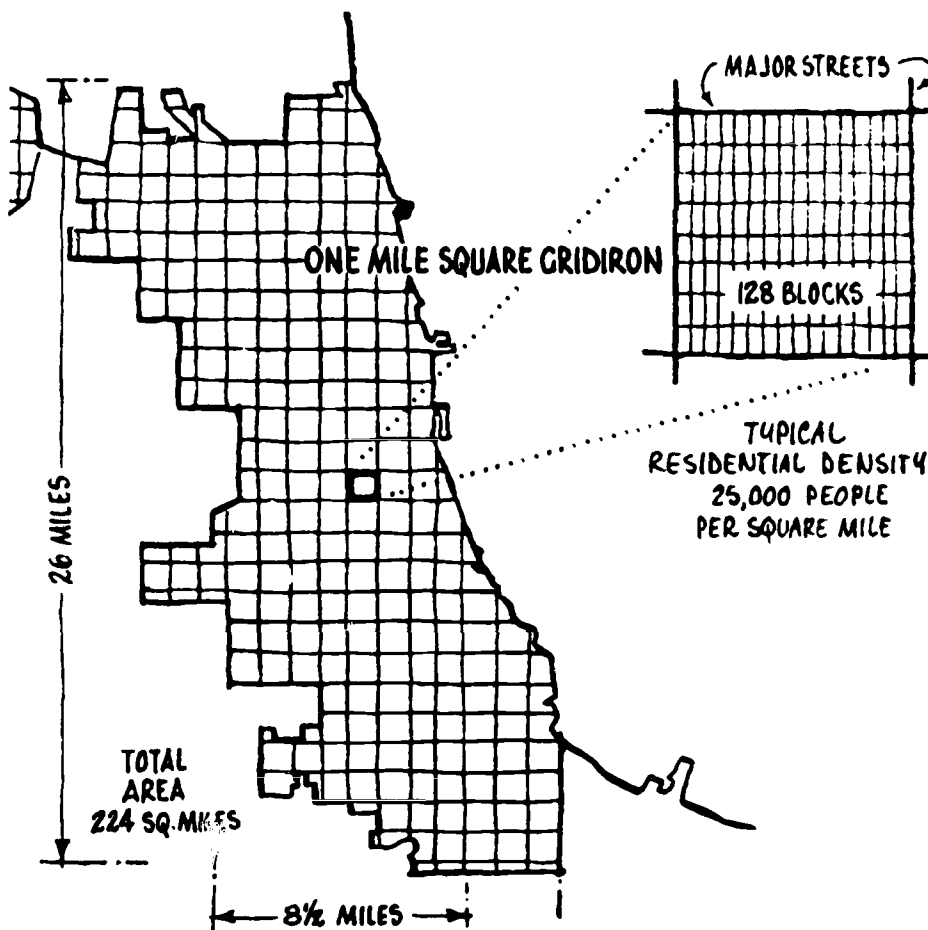 MAJOR STREETS
ONE MILE SQUARE GRIDIRON
128 BLOCKS
TYPICAL
RESIDENTIAL DENSITY
25,000 PEOPLE
PER SQUARE MILE
26 MILES
TOTAL
AREA
224 SQ. MILES
8½ MILES